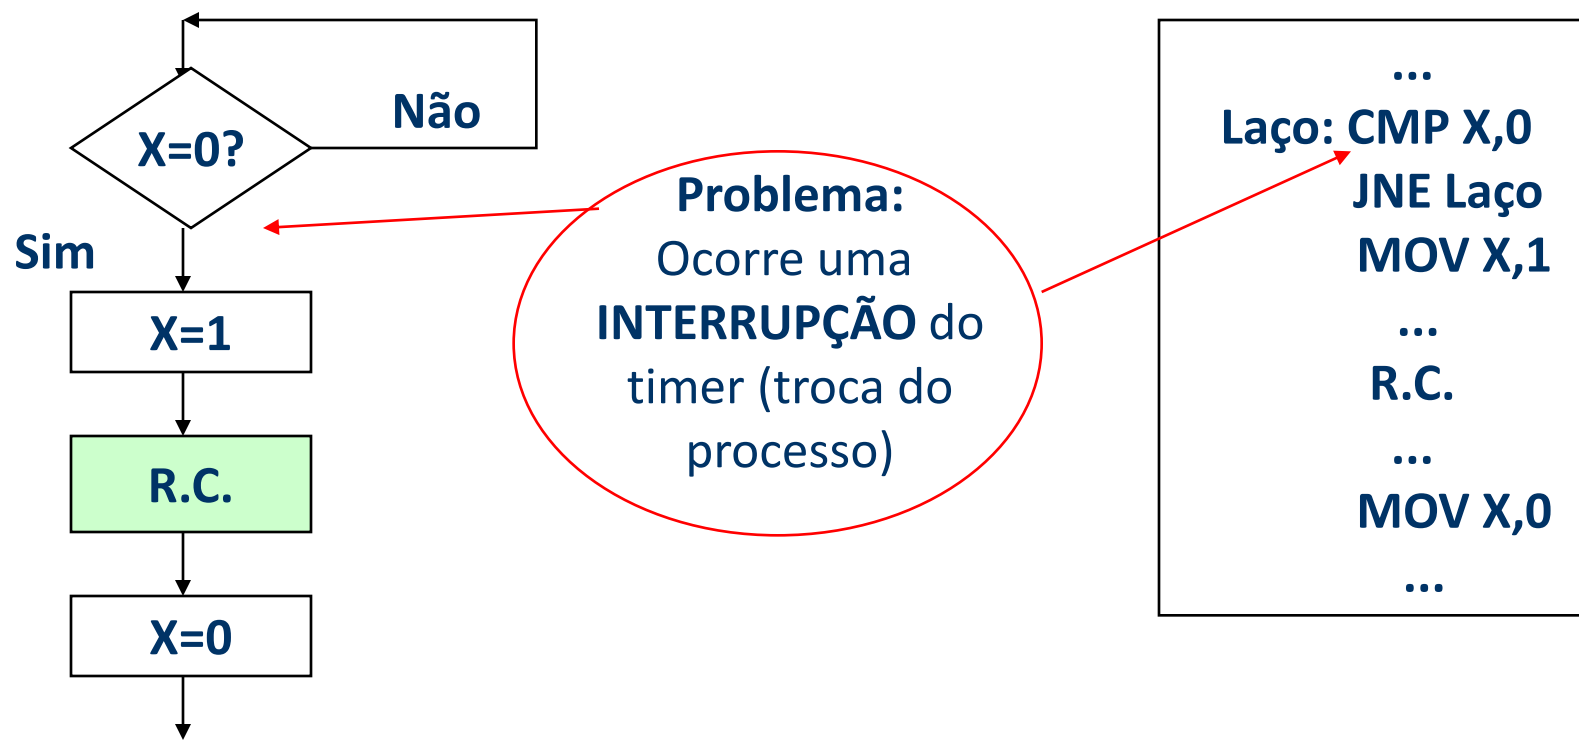 X=0?
Não
Sim
X=1
R.C.
X=0
Problema:
Ocorre uma
INTERRUPÇÃO do
timer (troca do
processo)
...
Laço: CMP X,0
JNE Laço
MOV X,1
...
R.C.
...
MOV X,0
...